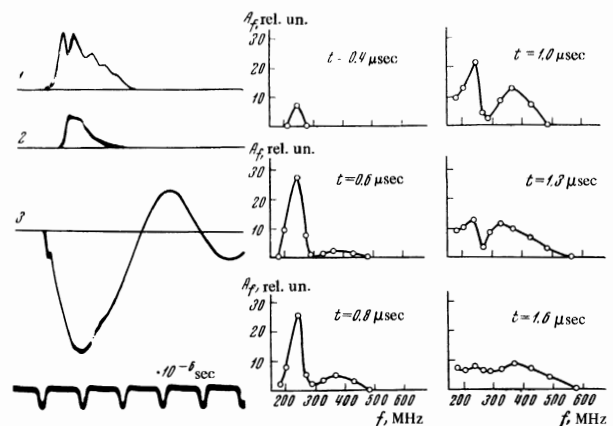 1
2
3
·10⁻⁶ sec
A_f, rel. un.
30
20
10
t - 0.4 μsec
A_f, rel. un.
30
20
10
t=0.6 μsec
A_f, rel. un.
30
20
10
t=0.8 μsec
200 300 400 500 600
f, MHz
t=1.0 μsec
t=1.3 μsec
t=1.6 μsec
200 300 400 500 600
f, MHz